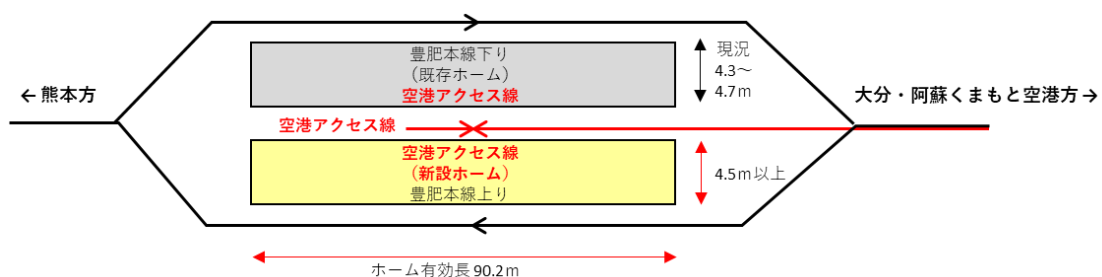 豊肥本線下り
（既存ホーム）
空港アクセス線
現況
4.3～
4.7ｍ
←熊本方
大分・阿蘇くまもと空港方→
空港アクセス線
空港アクセス線
（新設ホーム）
豊肥本線上り
4.5ｍ以上
ホーム有効長 90.2ｍ